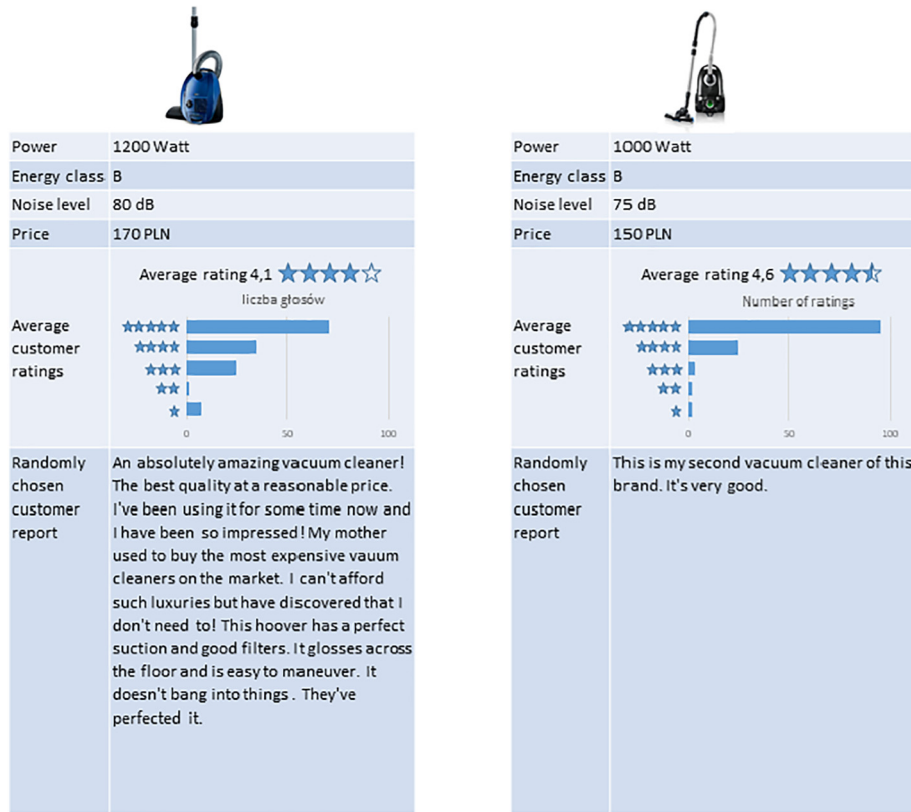 Power 1200 Watt
Energy class B
Noise level 80 dB
Price 170 PLN
Average rating 4,1
liczba głosów
Average
customer
ratings
0 50 100
Randomly
chosen
customer
report
An absolutely amazing vacuum cleaner!
The best quality at a reasonable price.
I've been using it for some time now and
I have been so impressed! My mother
used to buy the most expensive vauum
cleaners on the market. I can't afford
such luxuries but have discovered that I
don't need to! This hoover has a perfect
suction and good filters. It glosses across
the floor and is easy to maneuver. It
doesn't bang into things . They've
perfected it.
Power 1000 Watt
Energy class B
Noise level 75 dB
Price 150 PLN
Average rating 4,6
Number of ratings
Average
customer
ratings
0 50 100
Randomly
chosen
customer
report
This is my second vacuum cleaner of this
brand. It's very good.